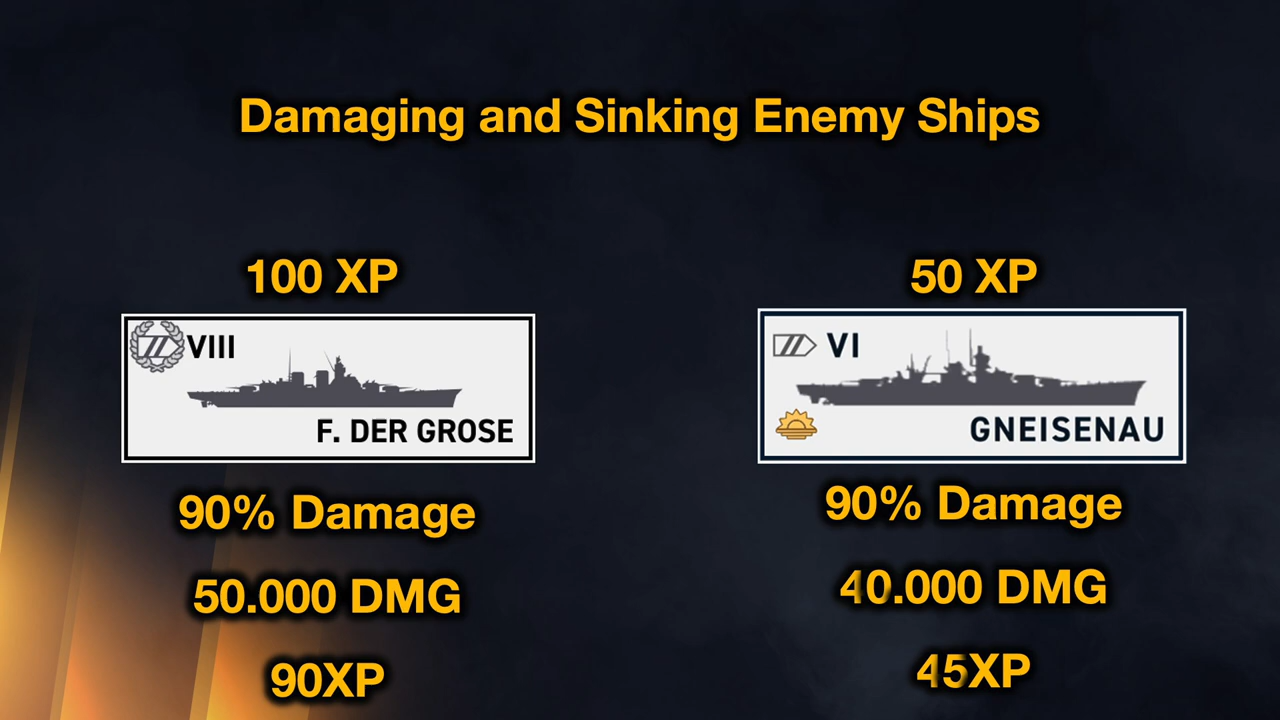 Damaging and Sinking Enemy Ships
100 XP
VIII
F. DER GROSE
90% Damage
50.000 DMG
90XP
50 XP
VI
GNEISENAU
90% Damage
40.000 DMG
45XP